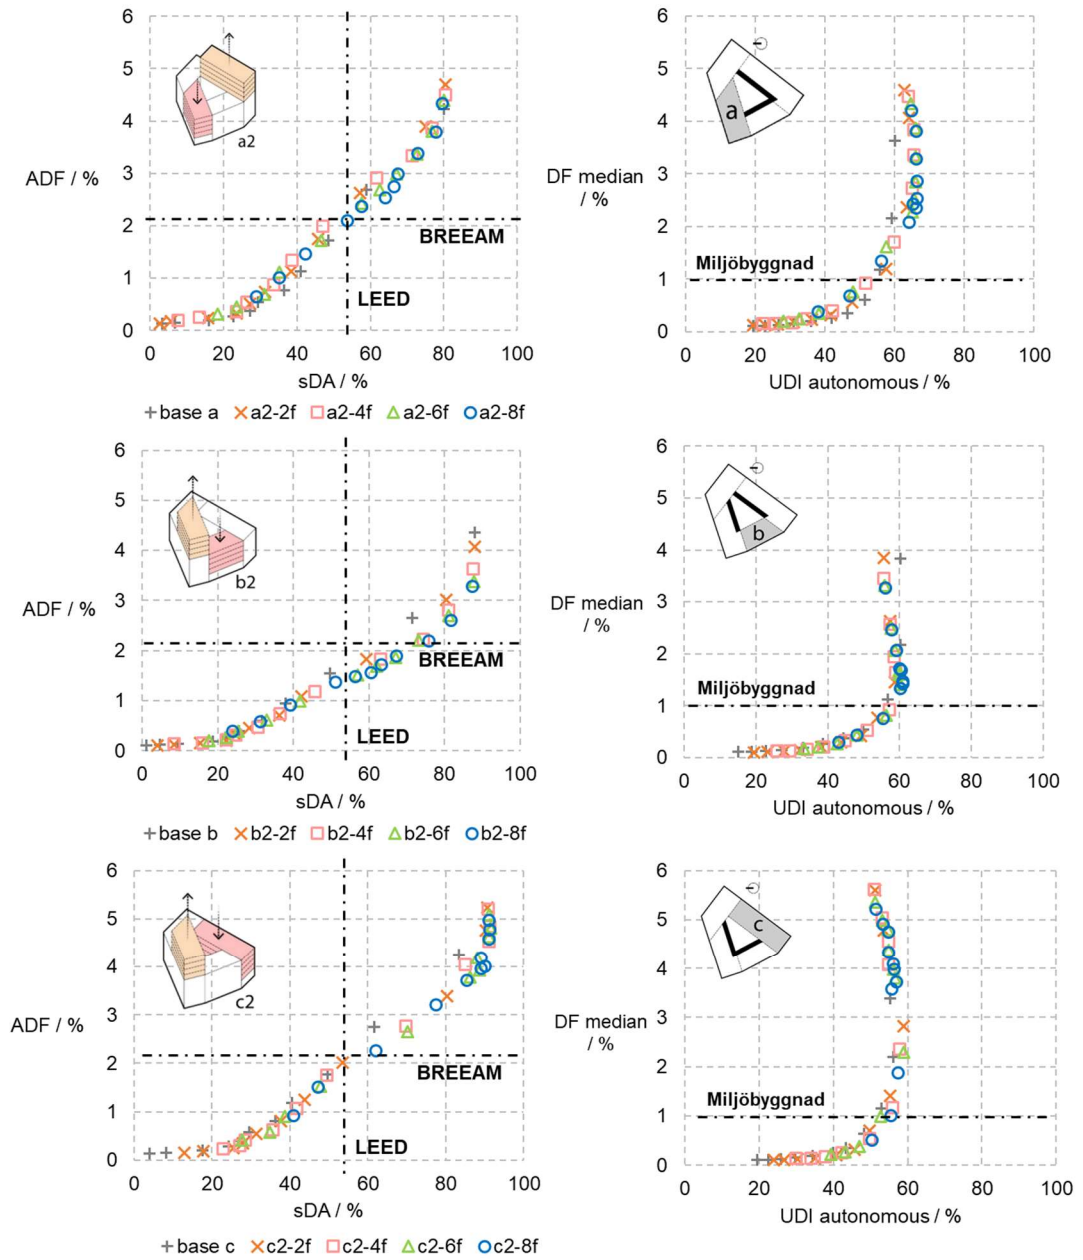 6
5
4
ADF / %
3
2
1
0
a2
BREEAM
LEED
0 20 40 60 80 100
sDA / %
base a a2-2f a2-4f a2-6f a2-8f
6
5
4
DF median
/ %
3
2
1
0
a
Miljöbyggnad
0 20 40 60 80 100
UDI autonomous / %
6
5
4
3
ADF / %
2
1
0
b2
BREEAM
LEED
0 20 40 60 80 100
sDA / %
base b b2-2f b2-4f b2-6f b2-8f
6
5
4
3
DF median
/ %
2
1
0
b
Miljöbyggnad
0 20 40 60 80 100
UDI autonomous / %
6
5
4
3
ADF / %
2
1
0
c2
BREEAM
LEED
0 20 40 60 80 100
sDA / %
base c c2-2f c2-4f c2-6f c2-8f
6
5
4
3
DF median
/ %
2
1
0
c
Miljöbyggnad
0 20 40 60 80 100
UDI autonomous / %